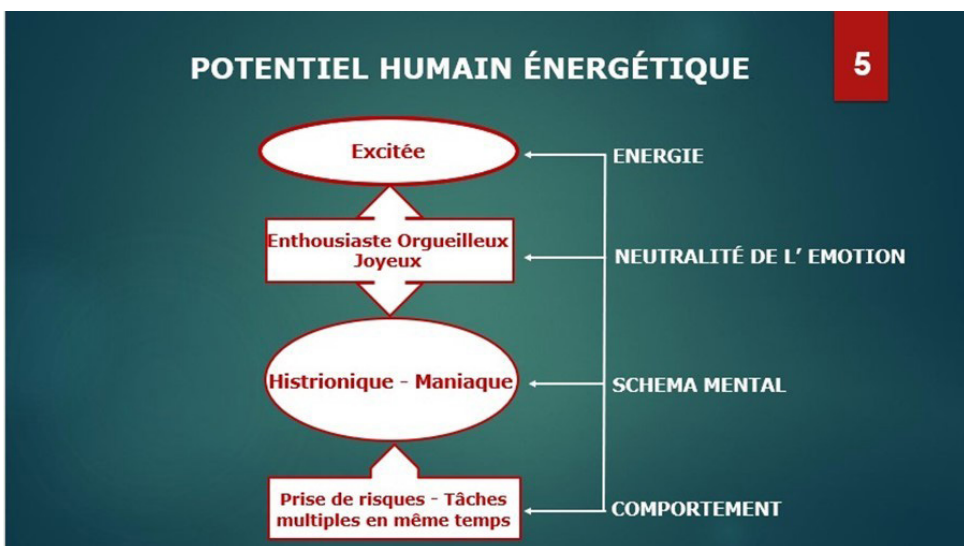 POTENTIEL HUMAIN ÉNERGÉTIQUE
5
Excitée
ENERGIE
Enthousiaste Orgueilleux
Joyeux
NEUTRALITÉ DE L’ EMOTION
Histrionique - Maniaque
SCHEMA MENTAL
Prise de risques - Tâches
multiples en même temps
COMPORTEMENT